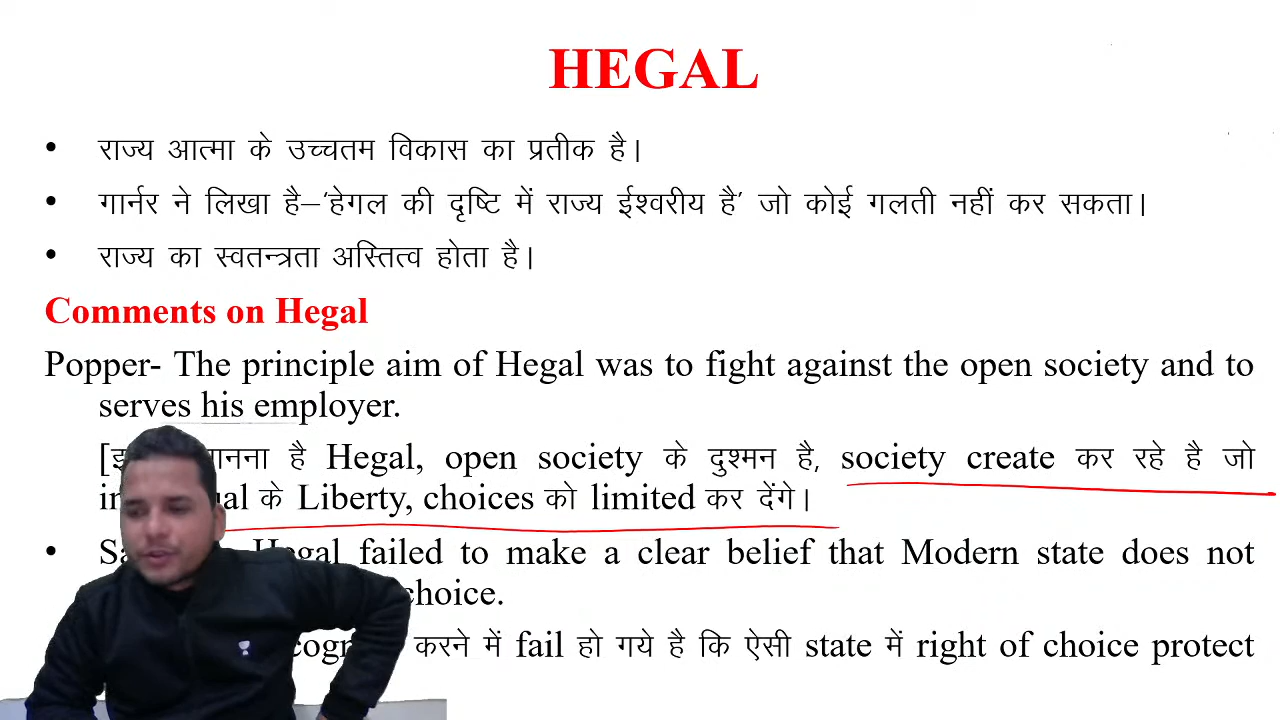 HEGAL
• राज्य आत्मा के उच्चतम विकास का प्रतीक है।
• गार्नर ने लिखा है–‘हेगल की दृष्टि में राज्य ईश्वरीय है’ जो कोई गलती नहीं कर सकता।
• राज्य का स्वतन्त्रता अस्तित्व होता है।
Comments on Hegal
Popper- The principle aim of Hegal was to fight against the open society and to
serves his employer.
है Hegal, open society के दुश्मन है, society create कर रहे है जो
के Liberty, choices को limited कर देंगे।
• Hegal failed to make a clear belief that Modern state does not
choice.
करने में fail हो गये है कि ऐसी state में right of choice protect